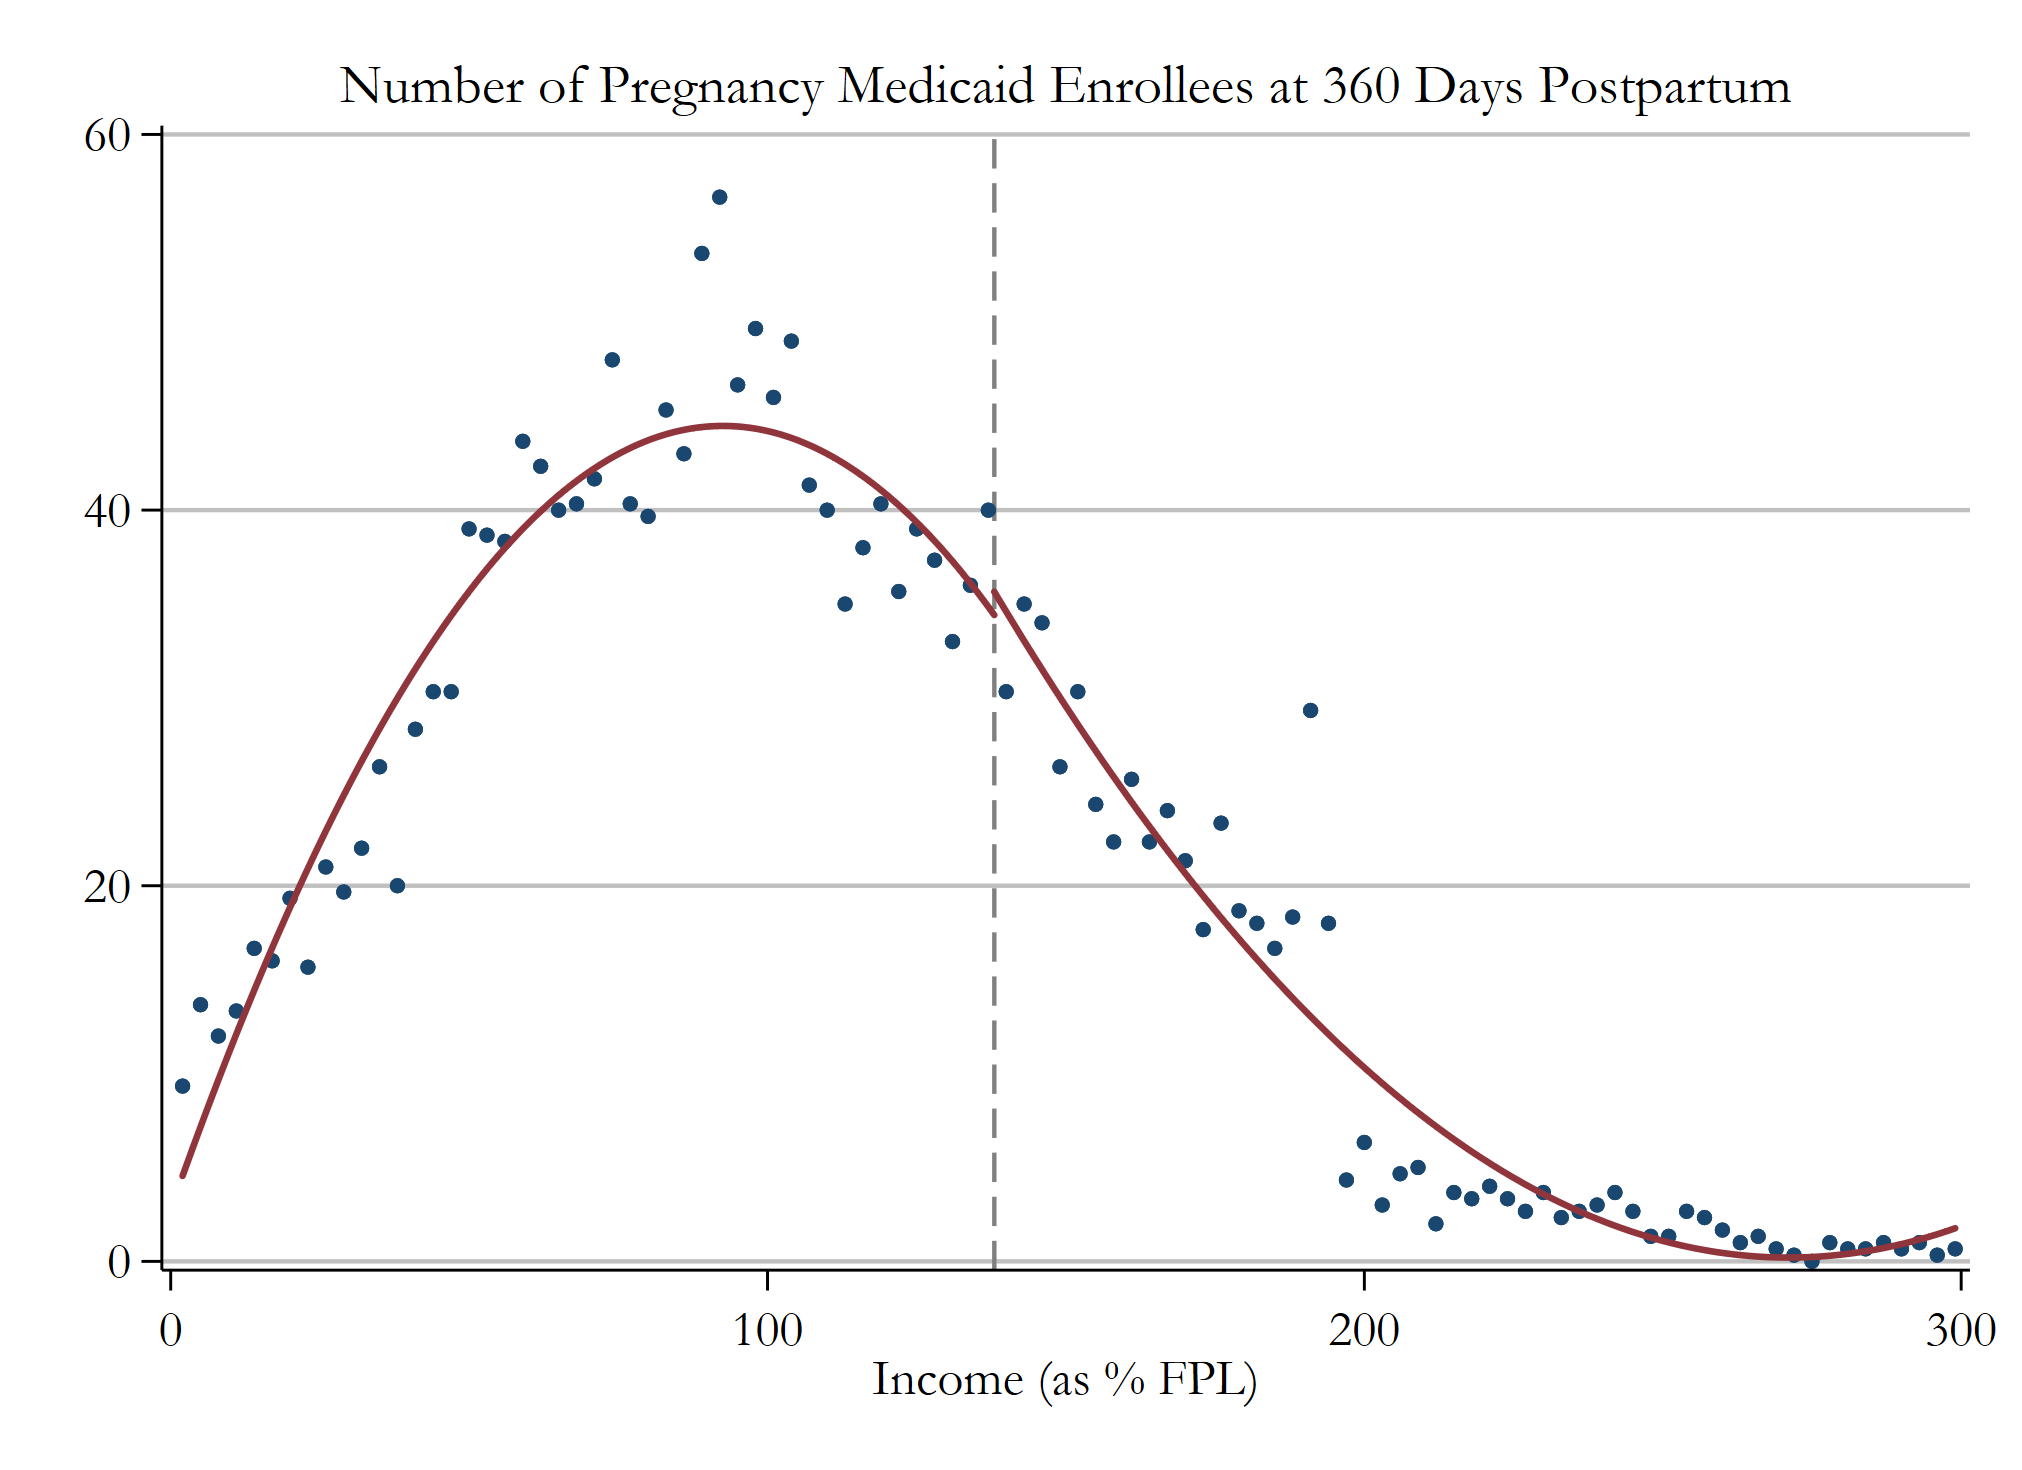 Number of Pregnancy Medicaid Enrollees at 360 Days Postpartum
60
40
20
0
0 100 200 300
Income (as % FPL)